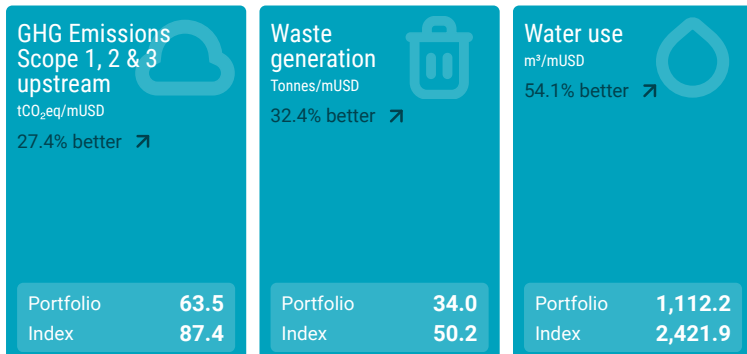 GHG Emissions
Scope 1, 2 & 3
upstream
tCO₂eq/mUSD
27.4% better
Portfolio 63.5
Index 87.4
Waste
generation
Tonnes/mUSD
32.4% better
Portfolio 34.0
Index 50.2
Water use
m³/mUSD
54.1% better
Portfolio 1,112.2
Index 2,421.9